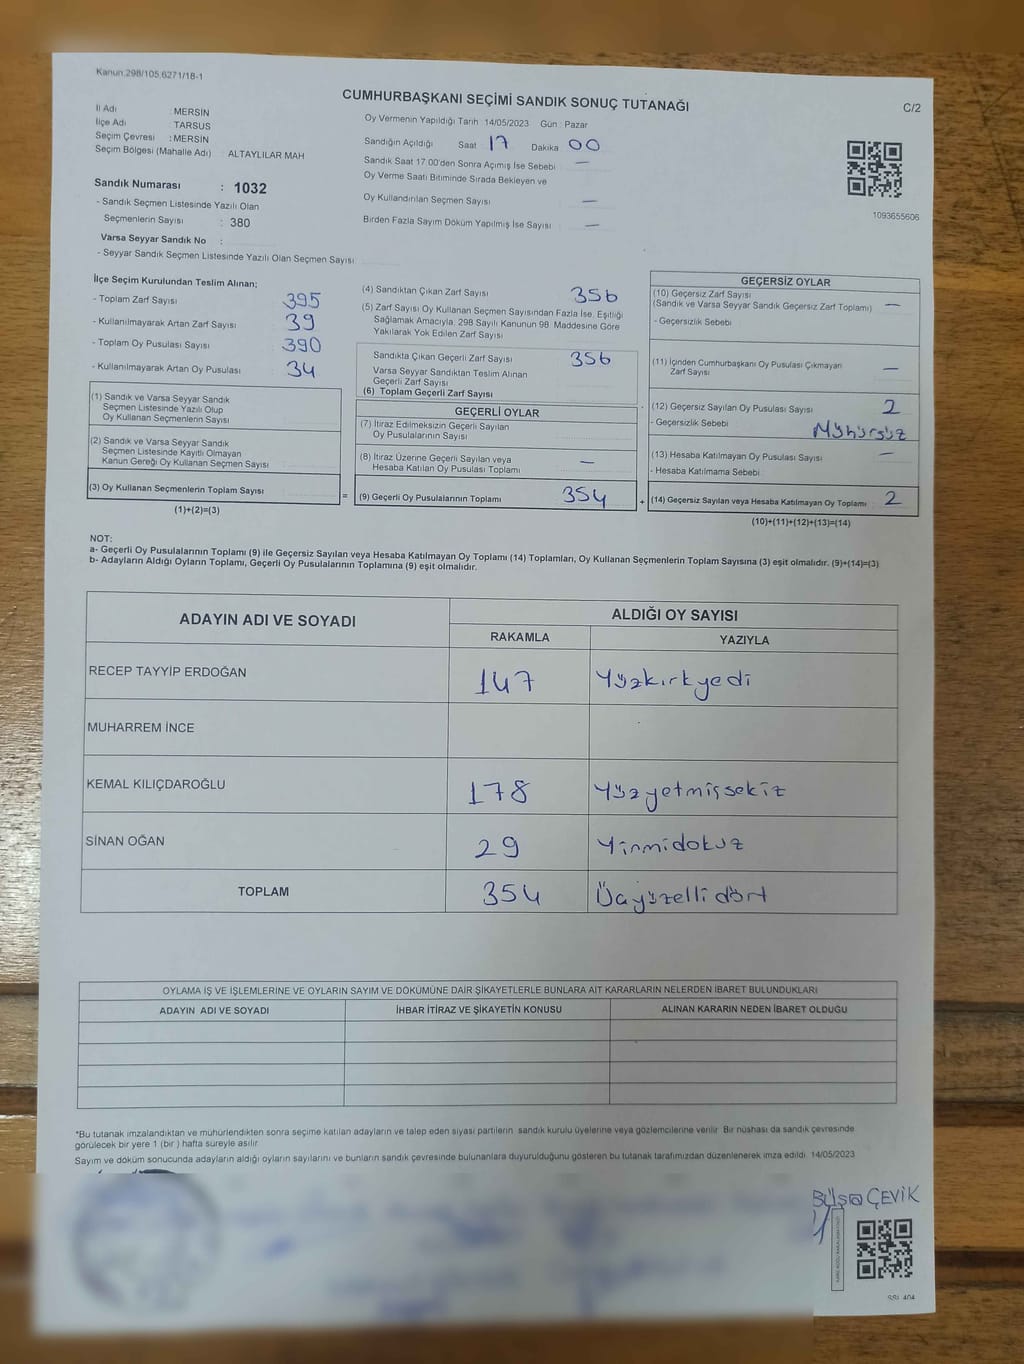 Kanun.298/105,6271/18-1
CUMHURBAŞKANI SEÇİMİ SANDIK SONUÇ TUTANAĞI
C/2
İl Adı : MERSİN
İlçe Adı : TARSUS
Seçim Çevresi : MERSİN
Seçim Bölgesi (Mahalle Adı) : ALTAYLILAR MAH
Oy Vermenin Yapıldığı Tarih 14/05/2023 Gün : Pazar
Sandığın Açıldığı Saat 17 Dakika 00
Sandık Saat 17:00'den Sonra Açımış İse Sebebi —
Oy Verme Saati Bitiminde Sırada Bekleyen ve
Oy Kullandırılan Seçmen Sayısı —
Birden Fazla Sayım Döküm Yapılmış İse Sayısı —
1093655606
Sandık Numarası : 1032
- Sandık Seçmen Listesinde Yazılı Olan
Seçmenlerin Sayısı : 380
Varsa Seyyar Sandık No :
- Seyyar Sandık Seçmen Listesinde Yazılı Olan Seçmen Sayısı
İlçe Seçim Kurulundan Teslim Alınan;
- Toplam Zarf Sayısı 395
- Kullanılmayarak Artan Zarf Sayısı 39
- Toplam Oy Pusulası Sayısı 390
- Kullanılmayarak Artan Oy Pusulası 34
(1) Sandık ve Varsa Seyyar Sandık
Seçmen Listesinde Yazılı Olup
Oy Kullanan Seçmenlerin Sayısı
(2) Sandık ve Varsa Seyyar Sandık
Seçmen Listesinde Kayıtlı Olmayan
Kanun Gereği Oy Kullanan Seçmen Sayısı
(3) Oy Kullanan Seçmenlerin Toplam Sayısı
(1)+(2)=(3)
(4) Sandıktan Çıkan Zarf Sayısı 356
(5) Zarf Sayısı Oy Kullanan Seçmen Sayısından Fazla İse, Eşitliği
Sağlamak Amacıyla, 298 Sayılı Kanunun 98. Maddesine Göre
Yakılarak Yok Edilen Zarf Sayısı
Sandıkta Çıkan Geçerli Zarf Sayısı 356
Varsa Seyyar Sandıktan Teslim Alınan
Geçerli Zarf Sayısı
(6) Toplam Geçerli Zarf Sayısı
GEÇERLİ OYLAR
(7) İtiraz Edilmeksizin Geçerli Sayılan
Oy Pusulalarının Sayısı
(8) İtiraz Üzerine Geçerli Sayılan veya
Hesaba Katılan Oy Pusulası Toplamı —
= (9) Geçerli Oy Pusulalarının Toplamı 354
GEÇERSİZ OYLAR
(10) Geçersiz Zarf Sayısı
(Sandık ve Varsa Seyyar Sandık Geçersiz Zarf Toplamı) —
- Geçersizlik Sebebi
(11) İçinden Cumhurbaşkanı Oy Pusulası Çıkmayan
Zarf Sayısı —
(12) Geçersiz Sayılan Oy Pusulası Sayısı 2
- Geçersizlik Sebebi Mühürsüz
(13) Hesaba Katılmayan Oy Pusulası Sayısı —
- Hesaba Katılmama Sebebi
+ (14) Geçersiz Sayılan veya Hesaba Katılmayan Oy Toplamı 2
(10)+(11)+(12)+(13)=(14)
NOT:
a- Geçerli Oy Pusulalarının Toplamı (9) ile Geçersiz Sayılan veya Hesaba Katılmayan Oy Toplamı (14) Toplamları, Oy Kullanan Seçmenlerin Toplam Sayısına (3) eşit olmalıdır. (9)+(14)=(3)
b- Adayların Aldığı Oyların Toplamı, Geçerli Oy Pusulalarının Toplamına (9) eşit olmalıdır.
ADAYIN ADI VE SOYADI ALDIĞI OY SAYISI
RAKAMLA YAZIYLA
RECEP TAYYİP ERDOĞAN 147 Yüzkırkyedi
MUHARREM İNCE
KEMAL KILIÇDAROĞLU 178 Yüzyetmişsekiz
SİNAN OĞAN 29 Yirmidokuz
TOPLAM 354 Üçyüzellidört
OYLAMA İŞ VE İŞLEMLERİNE VE OYLARIN SAYIM VE DÖKÜMÜNE DAİR ŞİKAYETLERLE BUNLARA AİT KARARLARIN NELERDEN İBARET BULUNDUKLARI
ADAYIN ADI VE SOYADI İHBAR İTİRAZ VE ŞİKAYETİN KONUSU ALINAN KARARIN NEDEN İBARET OLDUĞU
*Bu tutanak imzalandıktan ve mühürlendikten sonra seçime katılan adayların ve talep eden siyasi partilerin sandık kurulu üyelerine veya gözlemcilerine verilir. Bir nüshası da sandık çevresinde
görülecek bir yere 1 (bir) hafta süreyle asılır.
Sayım ve döküm sonucunda adayların aldığı oyların sayılarını ve bunların sandık çevresinde bulunanlara duyurulduğunu gösteren bu tutanak tarafımızdan düzenlenerek imza edildi. 14/05/2023
BÜŞRA ÇEVİK